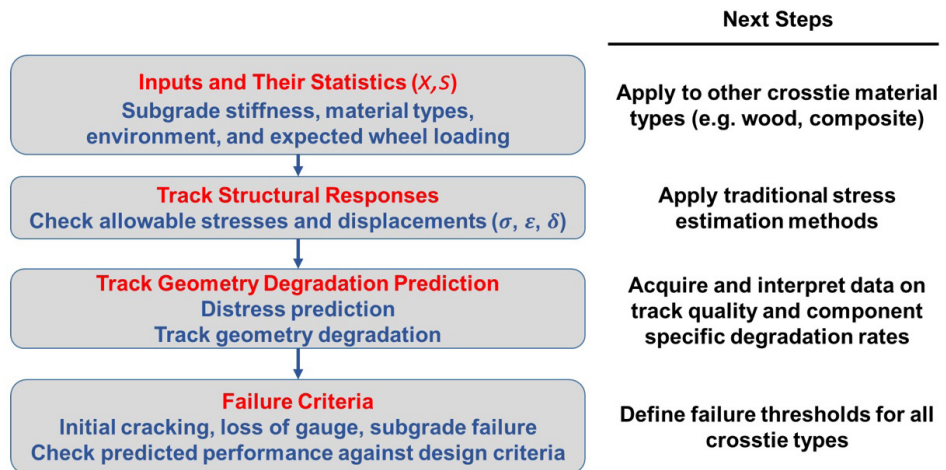 Next Steps
Inputs and Their Statistics (X,S)
Subgrade stiffness, material types,
environment, and expected wheel loading
Apply to other crosstie material
types (e.g. wood, composite)
Track Structural Responses
Check allowable stresses and displacements (σ, ε, δ)
Apply traditional stress
estimation methods
Track Geometry Degradation Prediction
Distress prediction
Track geometry degradation
Acquire and interpret data on
track quality and component
specific degradation rates
Failure Criteria
Initial cracking, loss of gauge, subgrade failure
Check predicted performance against design criteria
Define failure thresholds for all
crosstie types